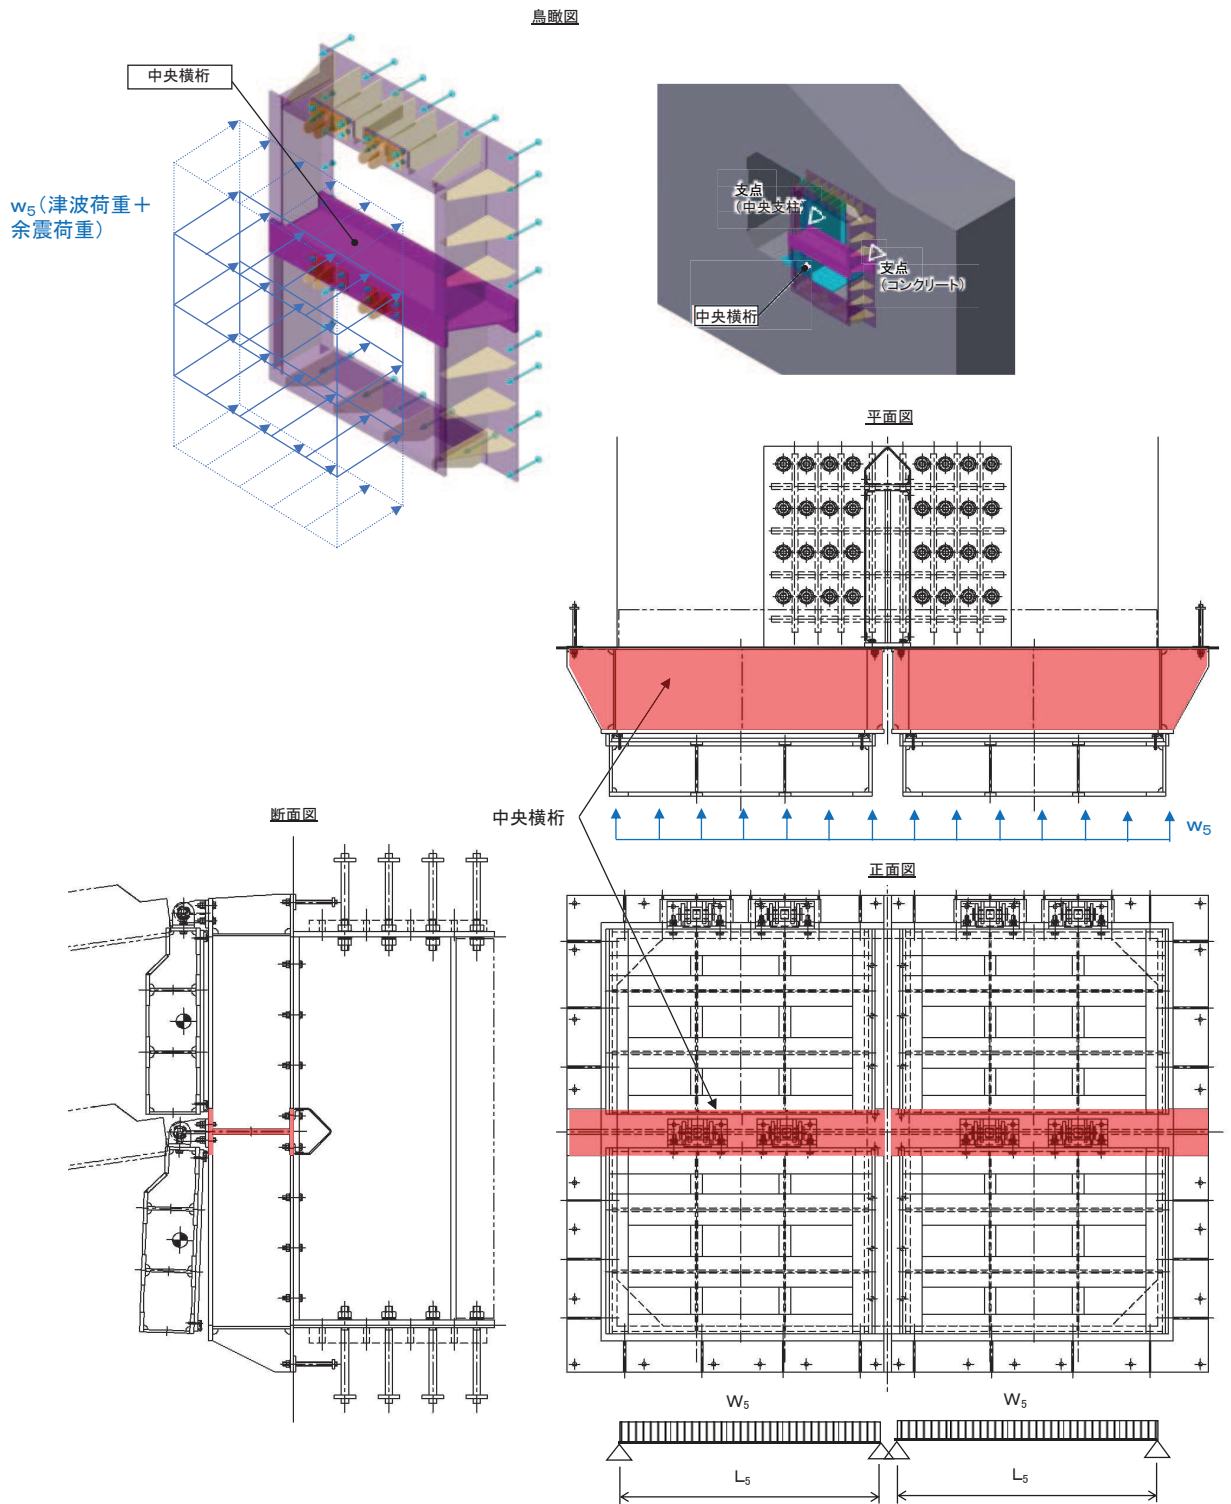 鳥瞰図
中央横桁
w₅(津波荷重＋
余震荷重)
支点
(中央支柱)
支点
(コンクリート)
中央横桁
平面図
中央横桁
w₅
断面図
正面図
W₅
W₅
L₅
L₅